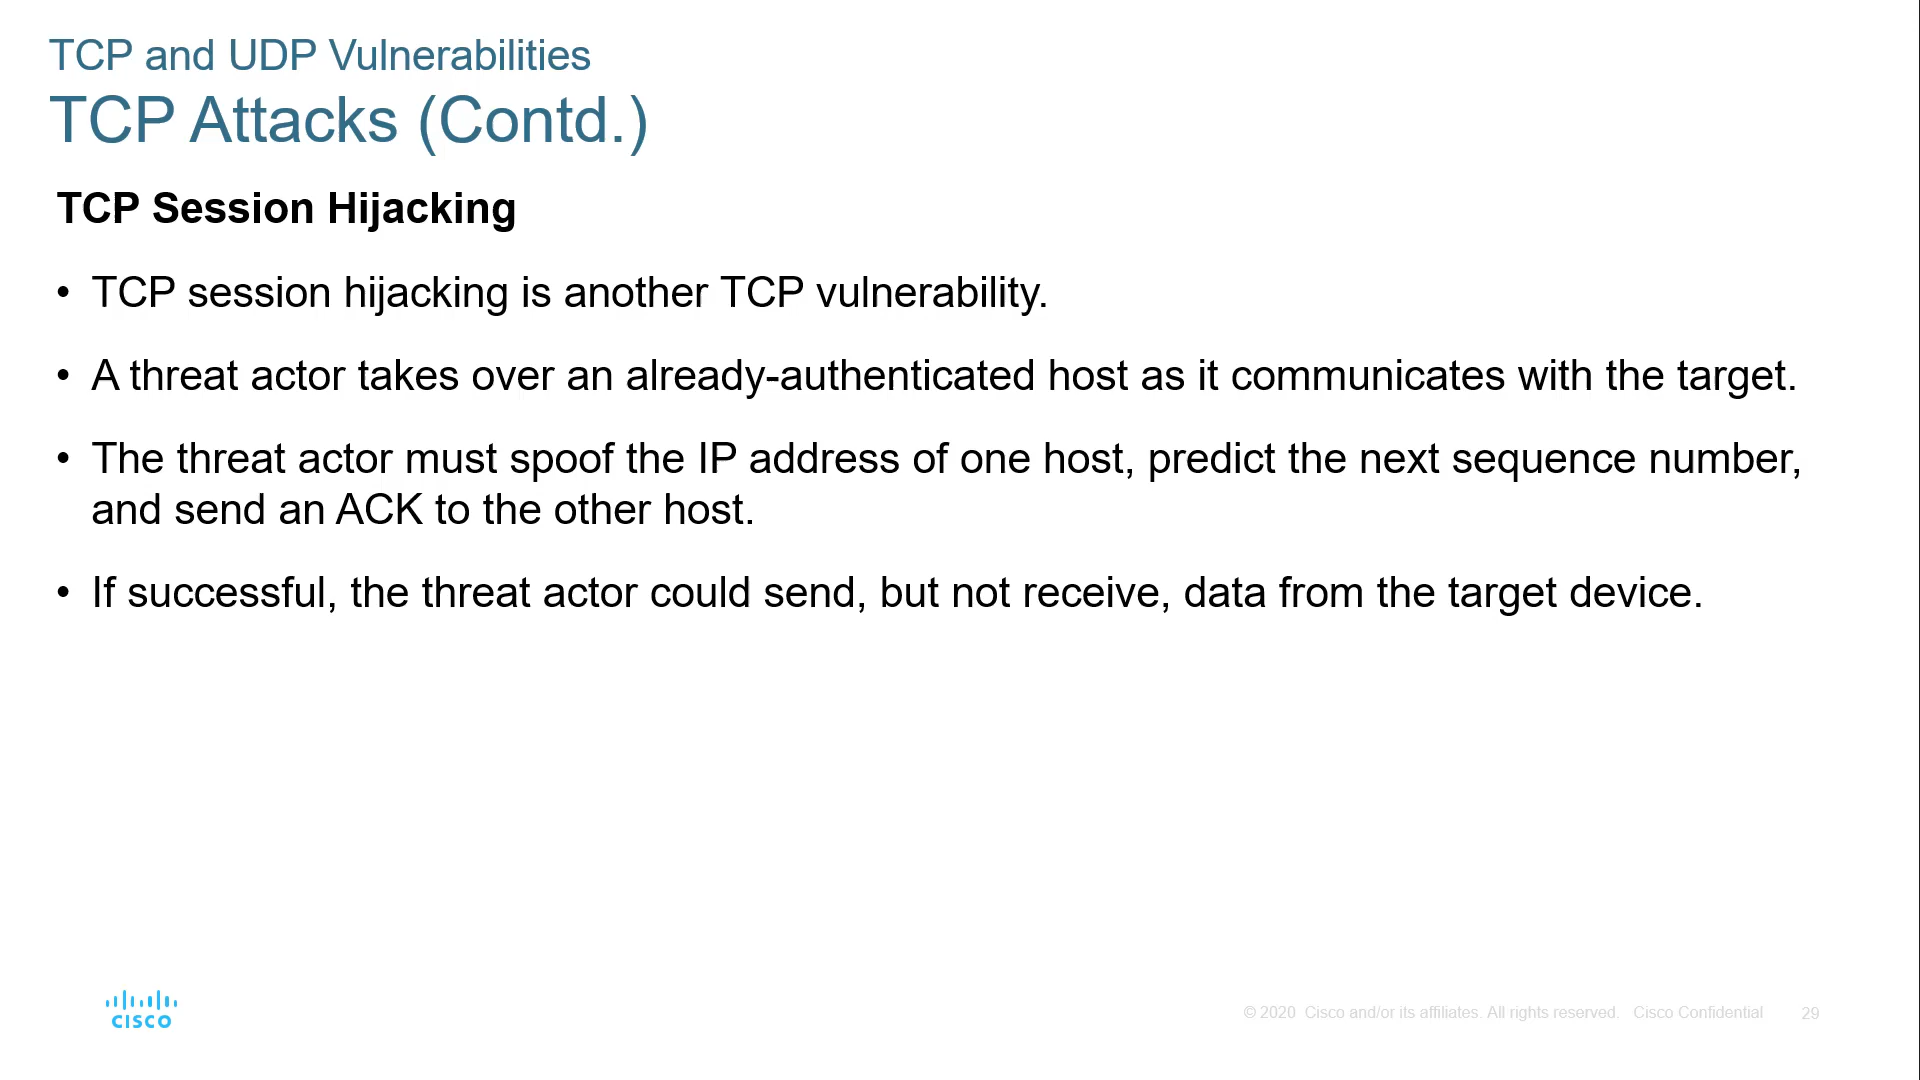 TCP and UDP Vulnerabilities
TCP Attacks (Contd.)
TCP Session Hijacking
• TCP session hijacking is another TCP vulnerability.
• A threat actor takes over an already-authenticated host as it communicates with the target.
• The threat actor must spoof the IP address of one host, predict the next sequence number,
and send an ACK to the other host.
• If successful, the threat actor could send, but not receive, data from the target device.
CISCO
© 2020 Cisco and/or its affiliates. All rights reserved. Cisco Confidential 29